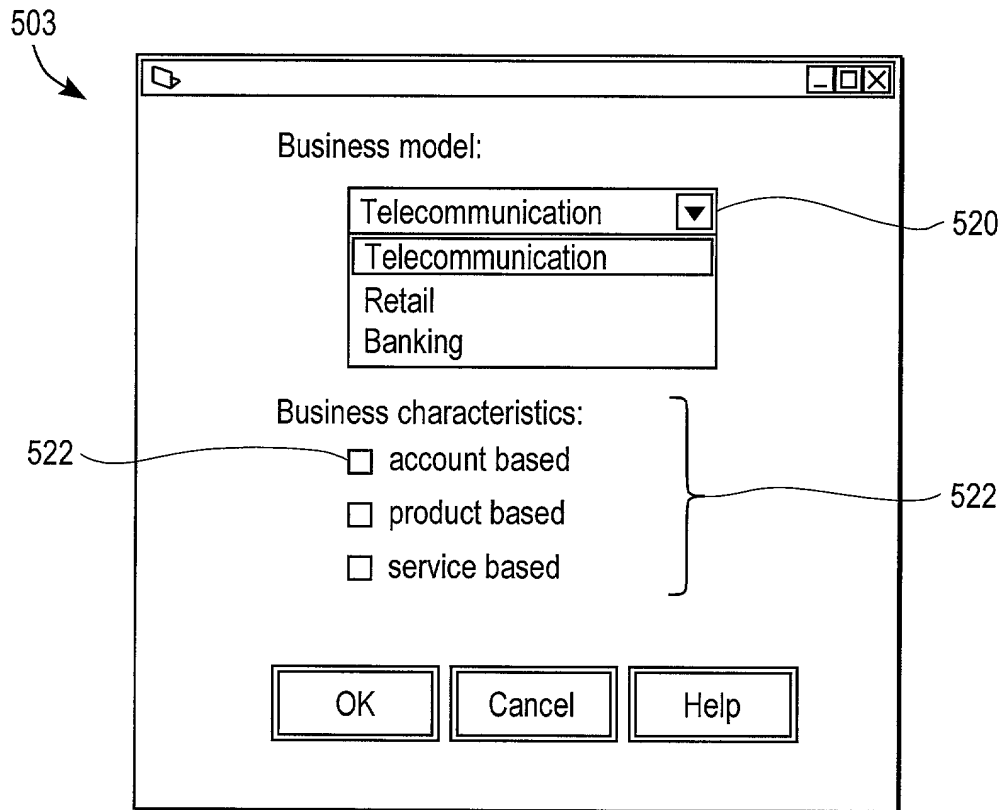 503
Business model:
Telecommunication
520
Telecommunication
Retail
Banking
Business characteristics:
522
account based
522
product based
service based
OK Cancel Help